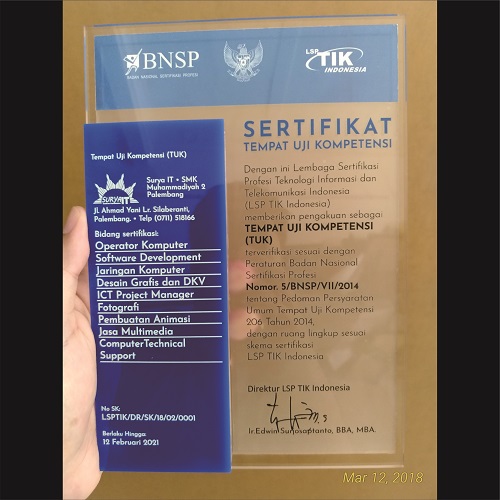 BNSP
BADAN NASIONAL SERTIFIKASI PROFESI
LSP
TIK
INDONESIA
SERTIFIKAT
TEMPAT UJI KOMPETENSI
Dengan ini Lembaga Sertifikasi
Profesi Teknologi Informasi dan
Telekomunikasi Indonesia
(LSP TIK Indonesia)
memberikan pengakuan sebagai
TEMPAT UJI KOMPETENSI
(TUK)
terverifikasi sesuai dengan
Peraturan Badan Nasional
Sertifikasi Profesi
Nomor. 5/BNSP/VII/2014
tentang Pedoman Persyaratan
Umum Tempat Uji Kompetensi
206 Tahun 2014,
dengan ruang lingkup sesuai
skema sertifikasi
LSP TIK Indonesia
Direktur LSP TIK Indonesia
Ir.Edwin Surjosaptanto, BBA, MBA.
Tempat Uji Kompetensi (TUK)
SURYA IT
Surya IT • SMK
Muhammadiyah 2
Palembang
Jl. Ahmad Yani Lr. Silaberanti,
Palembang. • Telp (0711) 518166
Bidang sertifikasi:
Operator Komputer
Software Development
Jaringan Komputer
Desain Grafis dan DKV
ICT Project Manager
Fotografi
Pembuatan Animasi
Jasa Multimedia
ComputerTechnical
Support
No SK:
LSPTIK/DR/SK/18/02/0001
Berlaku Hingga:
12 Februari 2021
Mar 12, 2018